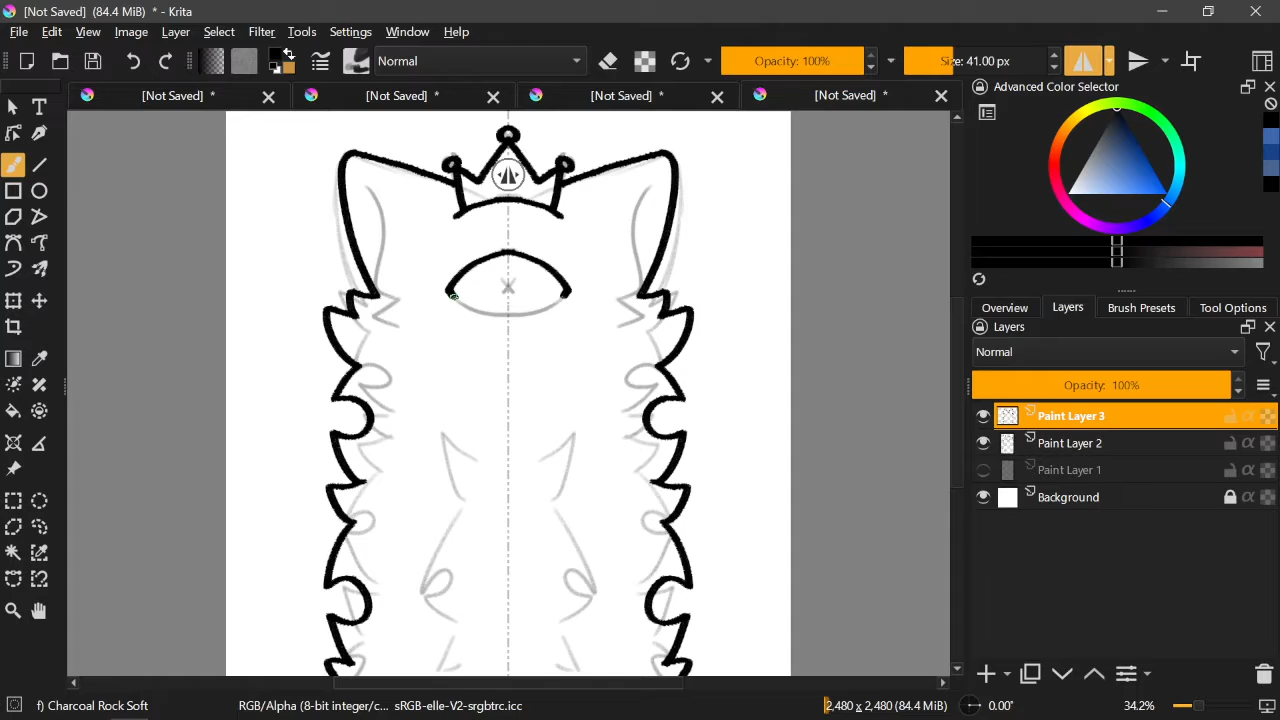 [Not Saved]  (84.4 MiB)  * - Krita
File Edit View Image Layer Select Filter Tools Settings Window Help
Normal Opacity: 100% Size: 41.00 px
[Not Saved]  * [Not Saved]  * [Not Saved]  * [Not Saved]  *
Advanced Color Selector
Overview Layers Brush Presets Tool Options
Layers
Normal
Opacity:  100%
Paint Layer 3
Paint Layer 2
Paint Layer 1
Background
f) Charcoal Rock Soft RGB/Alpha (8-bit integer/c...  sRGB-elle-V2-srgbtrc.icc 2,480 x 2,480 (84.4 MiB) 0.00° 34.2%